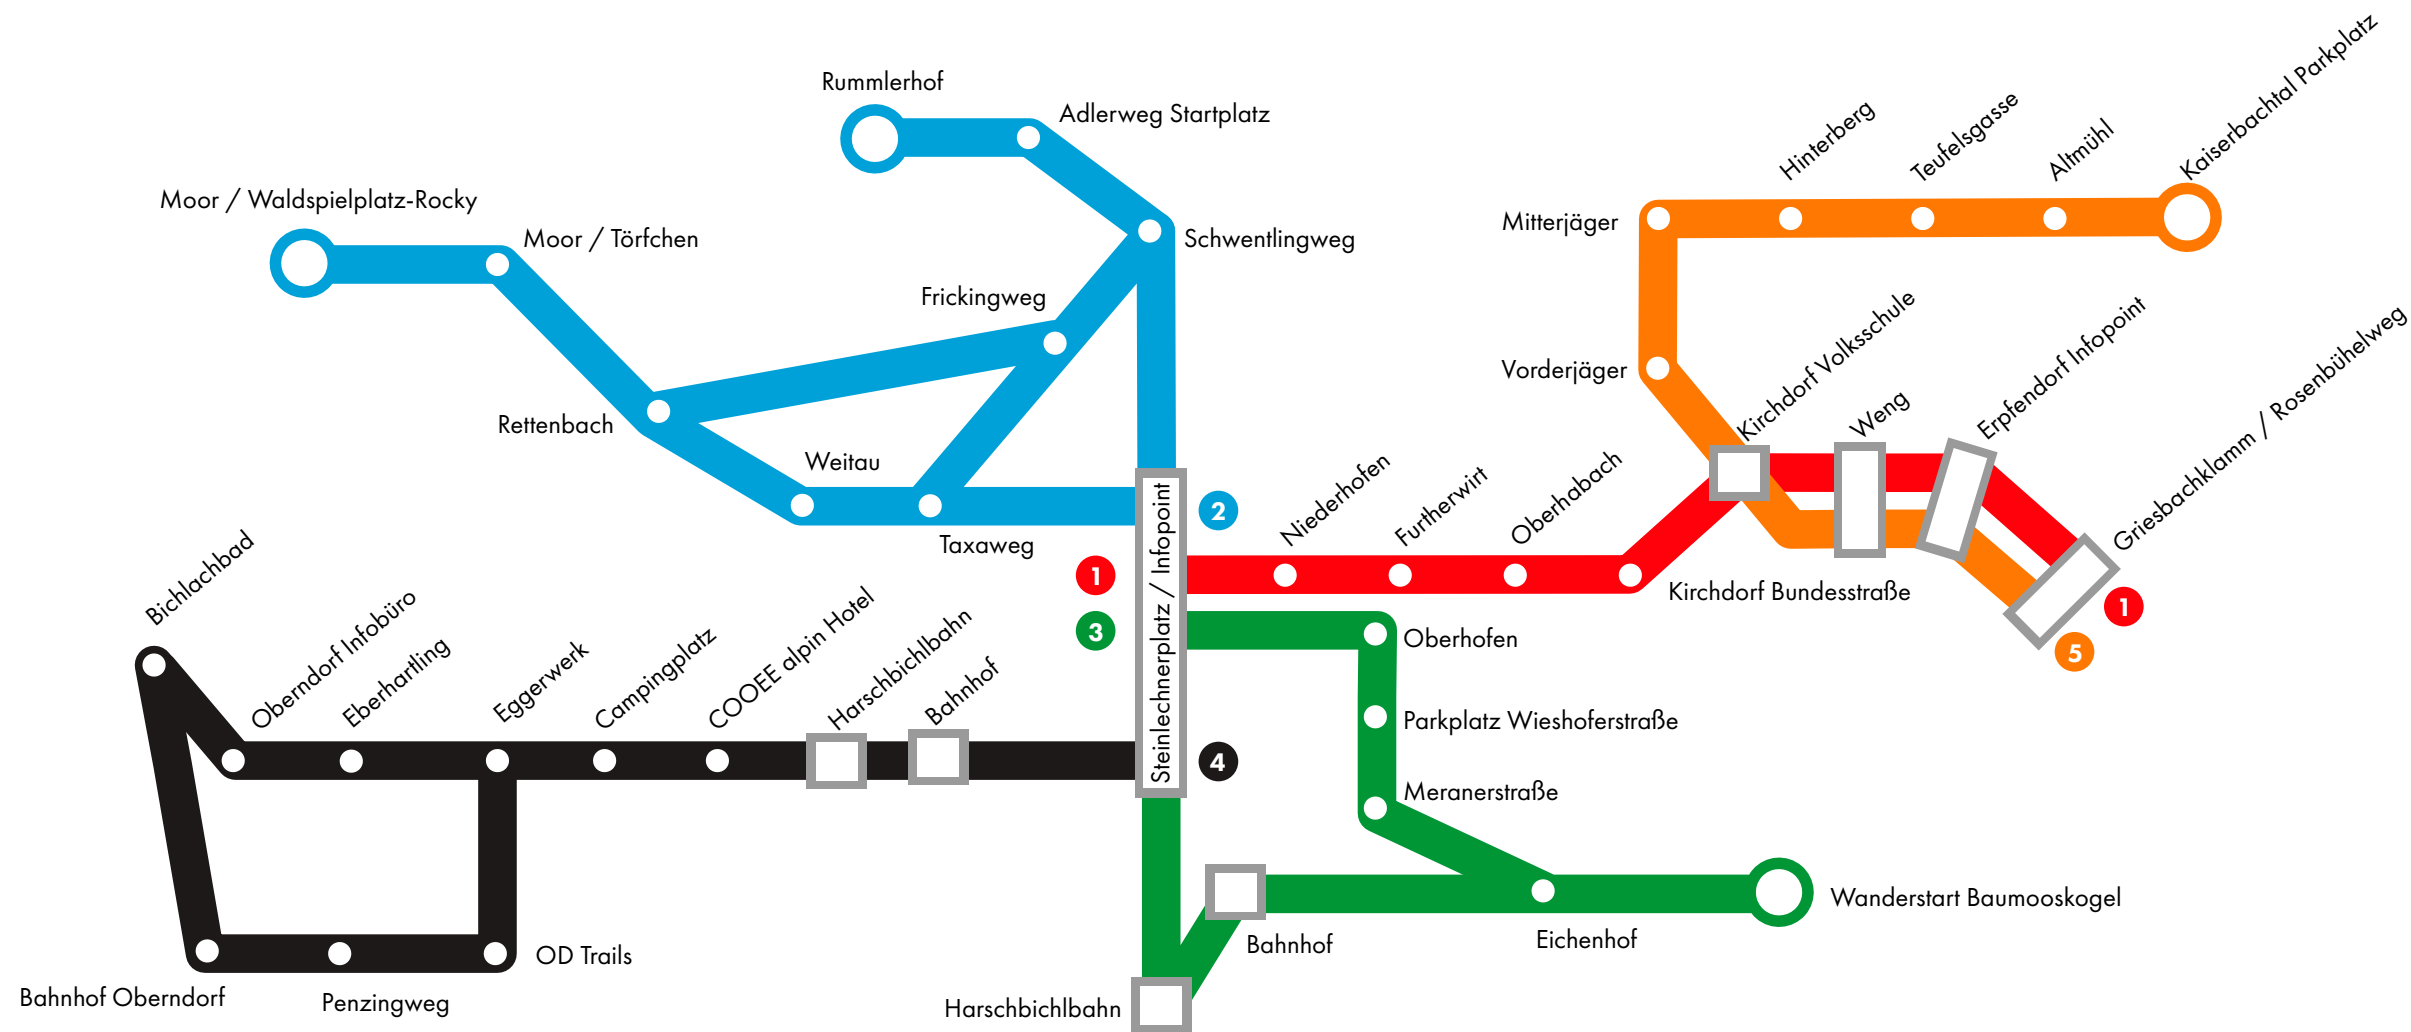 Rummlerhof
Adlerweg Startplatz
Moor / Waldspielplatz-Rocky
Moor / Törfchen
Schwentlingweg
Frickingweg
Rettenbach
Weitau
Taxaweg
2
Steinlechnerplatz / Infopoint
1
3
4
Mitterjäger
Hinterberg
Teufelsgasse
Altmühl
Kaiserbachtal Parkplatz
Vorderjäger
Kirchdorf Volksschule
Weng
Erpfendorf Infopoint
Griesbachklamm / Rosenbühelweg
Niederhofen
Furtherwirt
Oberhabach
Kirchdorf Bundesstraße
1
5
Bichlachbad
Oberndorf Infobüro
Eberhartling
Eggerwerk
Campingplatz
COOEE alpin Hotel
Harschbichlbahn
Bahnhof
Oberhofen
Parkplatz Wieshoferstraße
Meranerstraße
Wanderstart Baumooskogel
Eichenhof
Bahnhof
Harschbichlbahn
OD Trails
Penzingweg
Bahnhof Oberndorf